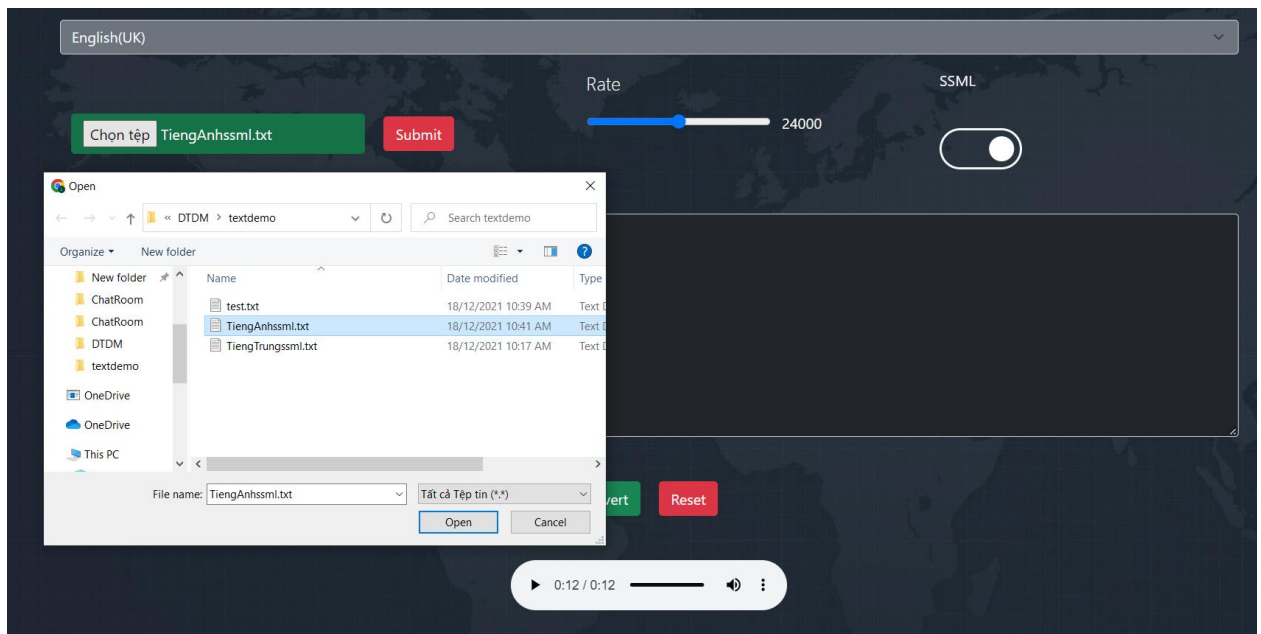 English(UK)
Rate
SSML
Chọn tệp TiengAnhssml.txt
Submit
24000
Open
« DTDM > textdemo
Search textdemo
Organize
New folder
New folder
Name
Date modified
Type
ChatRoom
test.txt
18/12/2021 10:39 AM
Text
ChatRoom
TiengAnhssml.txt
18/12/2021 10:41 AM
Text
DTDM
TiengTrungssml.txt
18/12/2021 10:17 AM
Text
textdemo
OneDrive
OneDrive
This PC
File name: TiengAnhssml.txt
Tất cả Tệp tin (*.*)
Open
Cancel
vert
Reset
0:12 / 0:12